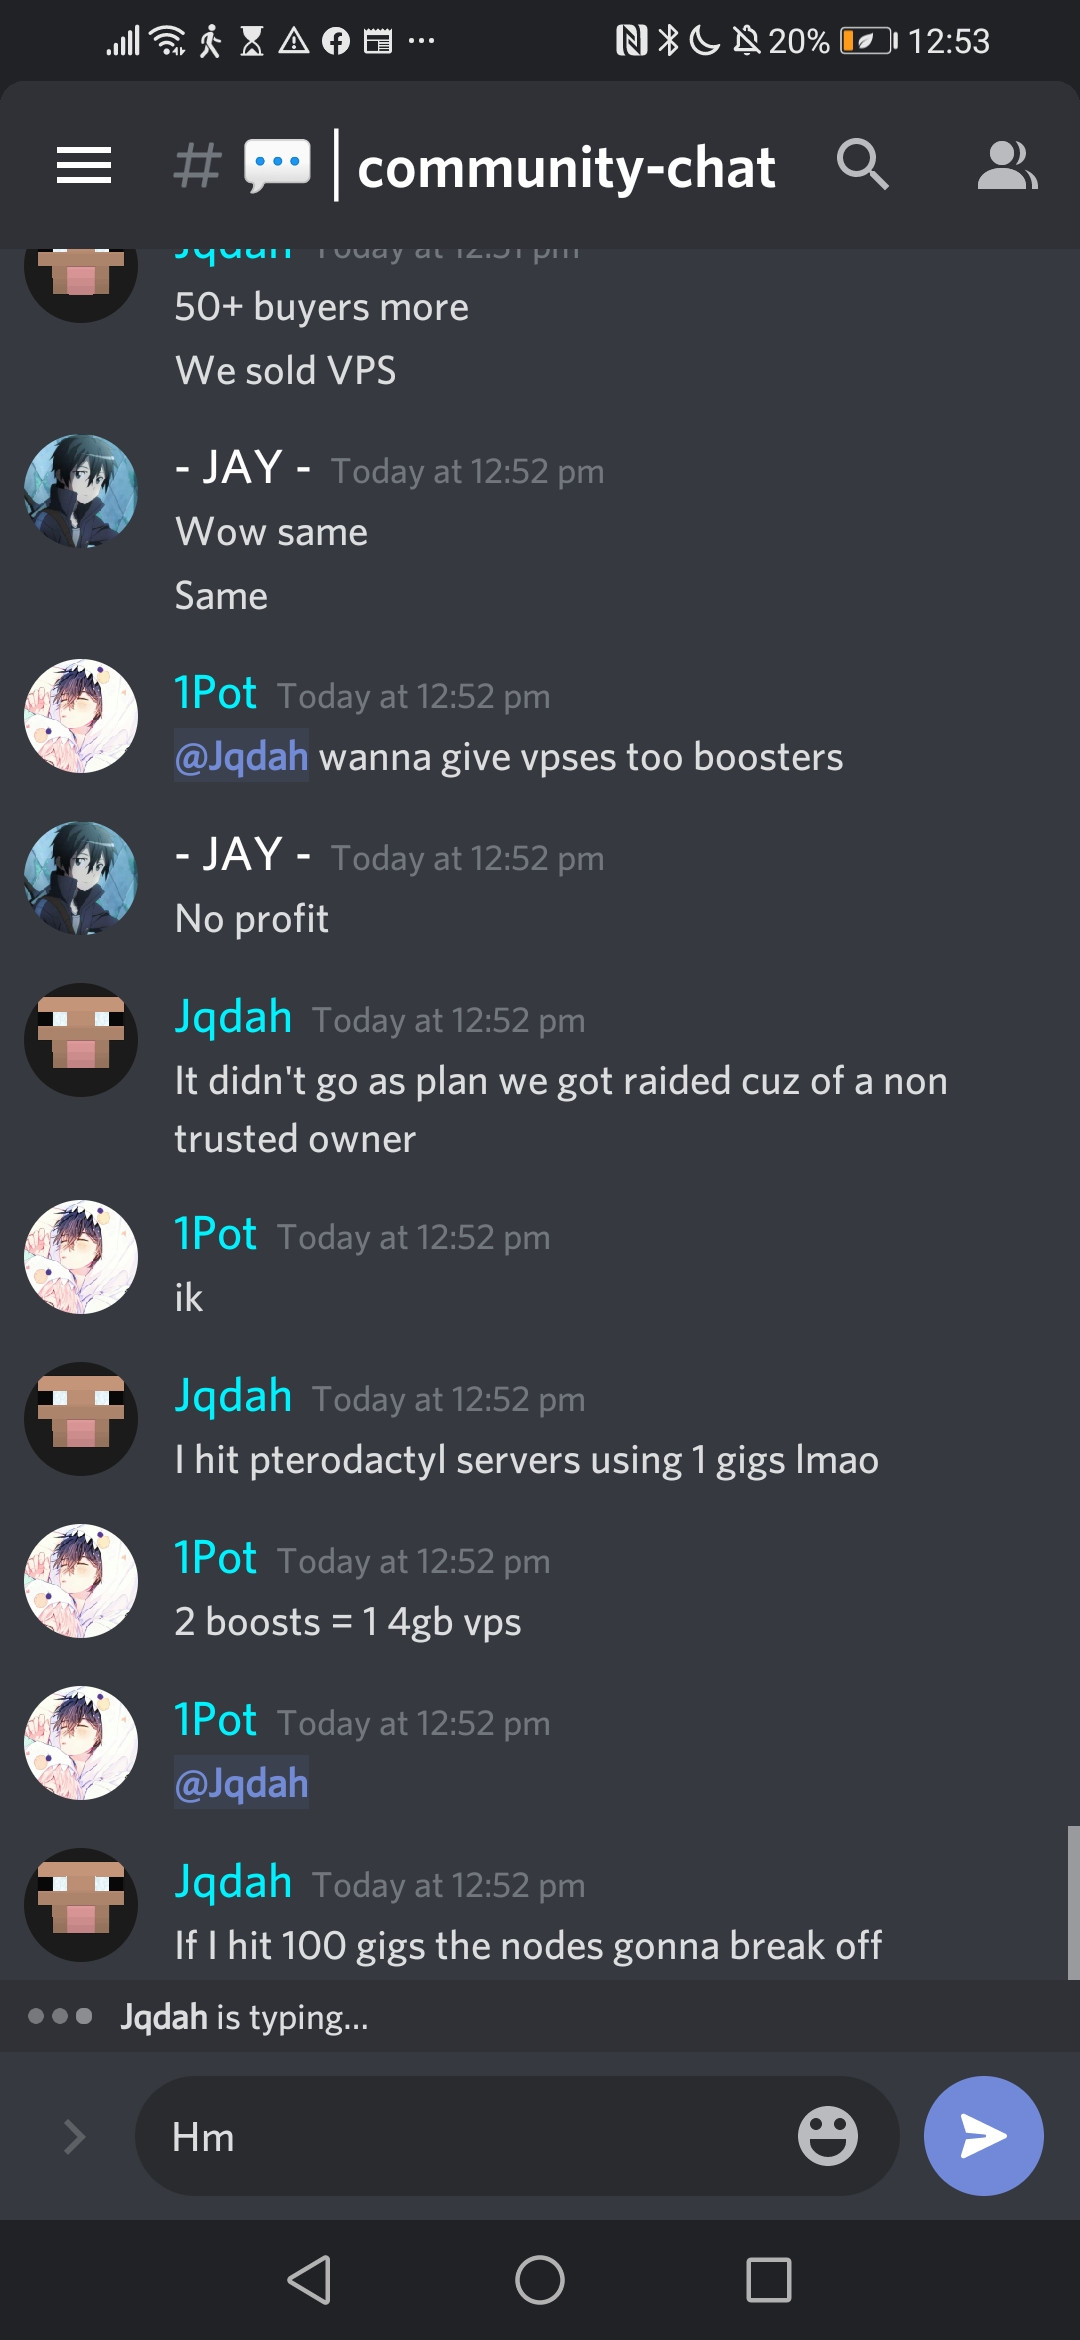 20% 12:53
# | community-chat
Jqdah Today at 12:51 pm
50+ buyers more
We sold VPS
- JAY - Today at 12:52 pm
Wow same
Same
1Pot Today at 12:52 pm
@Jqdah wanna give vpses too boosters
- JAY - Today at 12:52 pm
No profit
Jqdah Today at 12:52 pm
It didn't go as plan we got raided cuz of a non
trusted owner
1Pot Today at 12:52 pm
ik
Jqdah Today at 12:52 pm
I hit pterodactyl servers using 1 gigs lmao
1Pot Today at 12:52 pm
2 boosts = 1 4gb vps
1Pot Today at 12:52 pm
@Jqdah
Jqdah Today at 12:52 pm
If I hit 100 gigs the nodes gonna break off
Jqdah is typing...
Hm